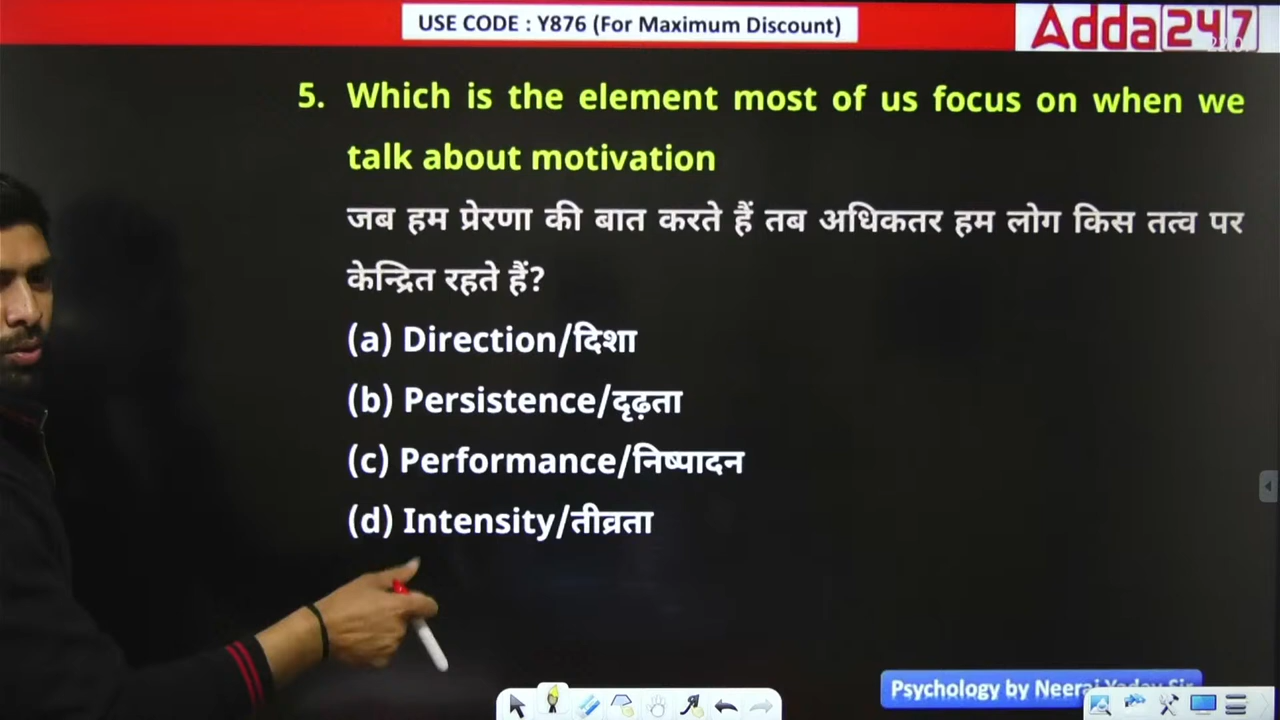 USE CODE : Y876 (For Maximum Discount)
Adda247
5. Which is the element most of us focus on when we
talk about motivation
जब हम प्रेरणा की बात करते हैं तब अधिकतर हम लोग किस तत्व पर
केन्द्रित रहते हैं?
(a) Direction/दिशा
(b) Persistence/दृढ़ता
(c) Performance/निष्पादन
(d) Intensity/तीव्रता
Psychology by Neeraj Yadav Sir